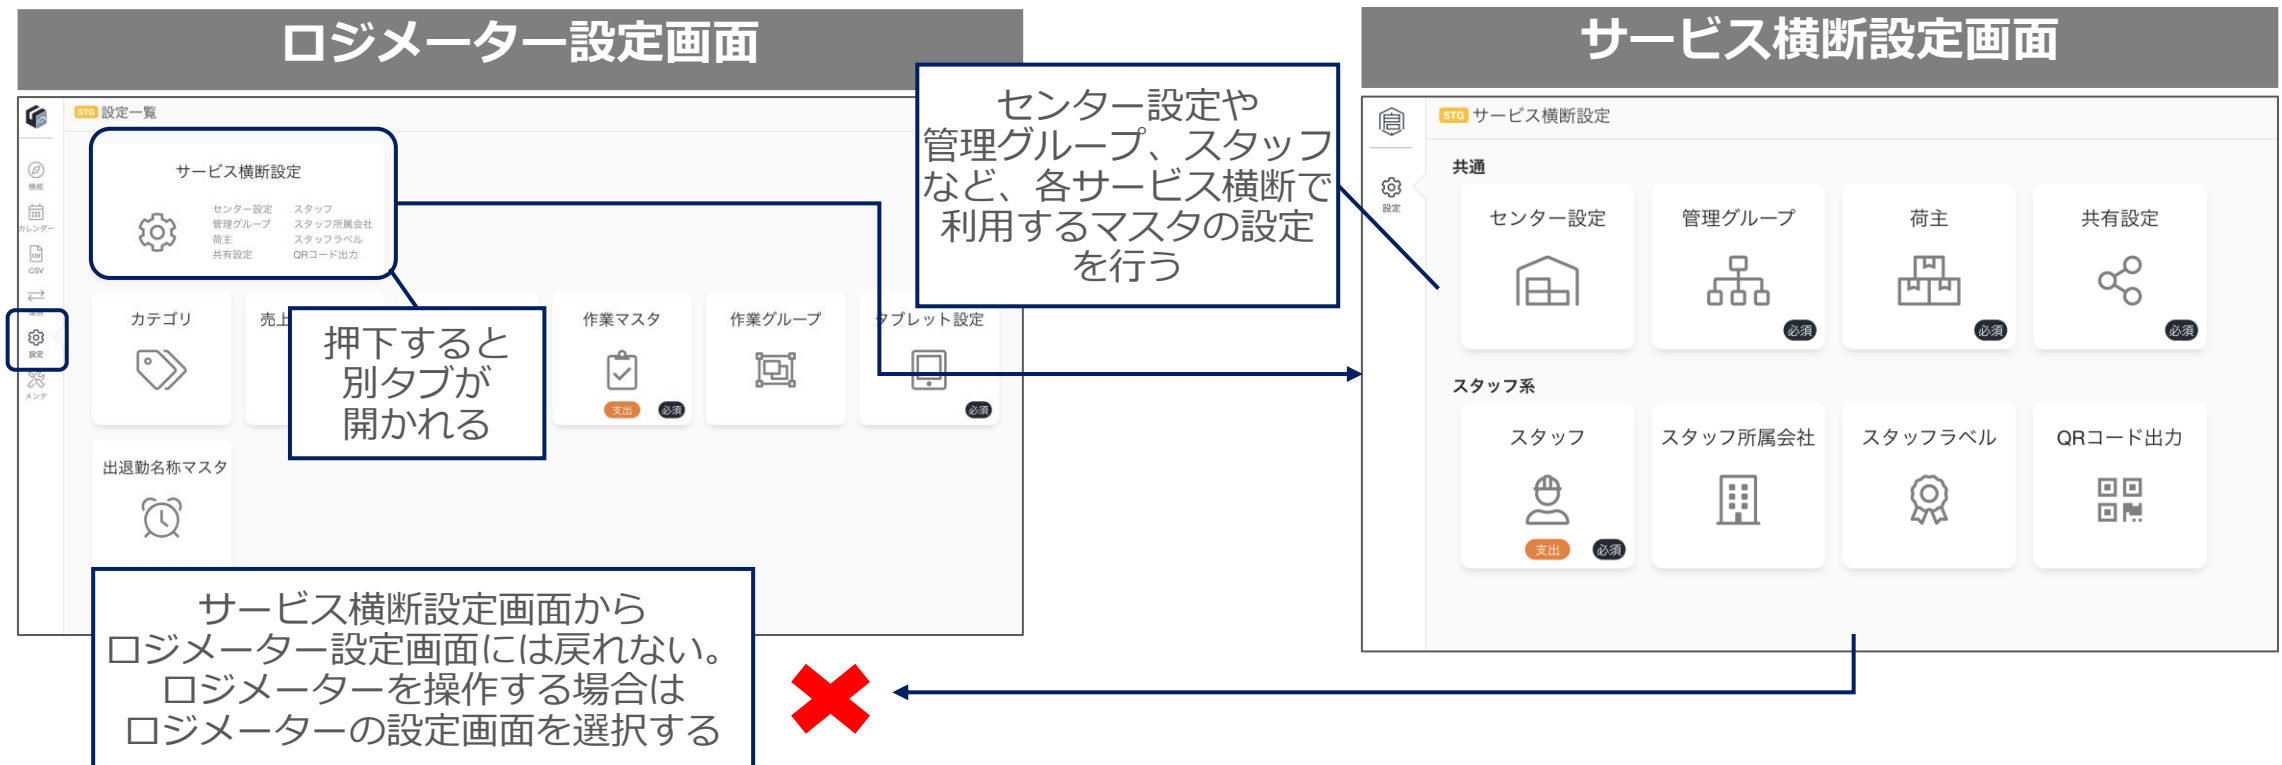 ロジメーター設定画面
STG 設定一覧
機能
カレンダー
CSV
設定
メンテ
サービス横断設定
センター設定 スタッフ
管理グループ スタッフ所属会社
荷主 スタッフラベル
共有設定 QRコード出力
カテゴリ
売上
作業マスタ
支出 必須
作業グループ
タブレット設定
必須
出退勤名称マスタ
押下すると
別タブが
開かれる
サービス横断設定画面から
ロジメーター設定画面には戻れない。
ロジメーターを操作する場合は
ロジメーターの設定画面を選択する
センター設定や
管理グループ、スタッフ
など、各サービス横断で
利用するマスタの設定
を行う
サービス横断設定画面
STG サービス横断設定
設定
共通
センター設定
管理グループ
必須
荷主
必須
共有設定
必須
スタッフ系
スタッフ
支出 必須
スタッフ所属会社
スタッフラベル
QRコード出力